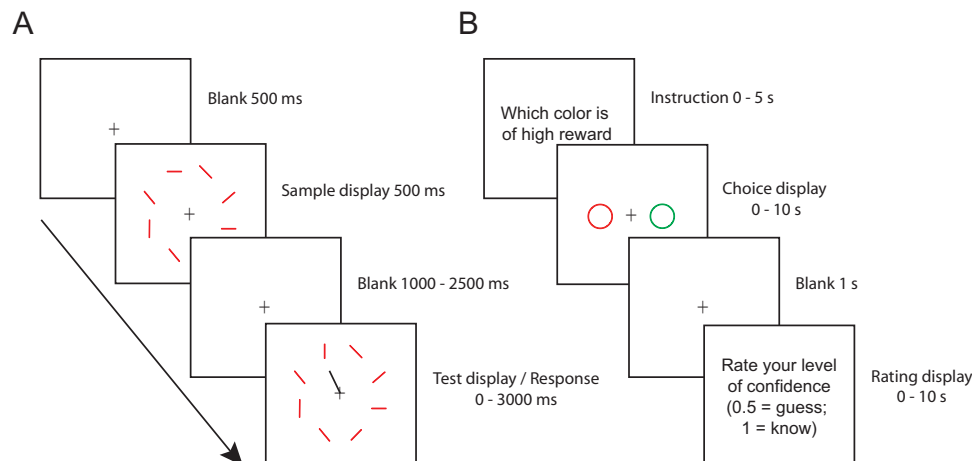 A
Blank 500 ms
Sample display 500 ms
Blank 1000 - 2500 ms
Test display / Response
0 - 3000 ms
B
Which color is
of high reward
Instruction 0 - 5 s
Choice display
0 - 10 s
Blank 1 s
Rate your level
of confidence
(0.5 = guess;
1 = know)
Rating display
0 - 10 s